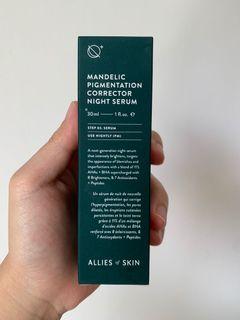 MANDELIC
PIGMENTATION
CORRECTOR
NIGHT SERUM
30ml — 1 fl. oz. ℮
STEP 03. SERUM
USE NIGHTLY (PM)
A next-generation night serum
that intensely brightens, targets
the appearance of blemishes and
imperfections with a blend of 11%
AHAs + BHA supercharged with
8 Brighteners, & 7 Antioxidants
+ Peptides
Un sérum de nuit de nouvelle
génération qui corrige
l'hyperpigmentation, les pores
dilatés, les éruptions cutanées
persistantes et le teint terne
grâce à 11% d'un mélange
d'acides AHAs et BHA
renforcé avec 8 éclaircissants, &
7 Antioxydants + Peptides
ALLIES of SKIN